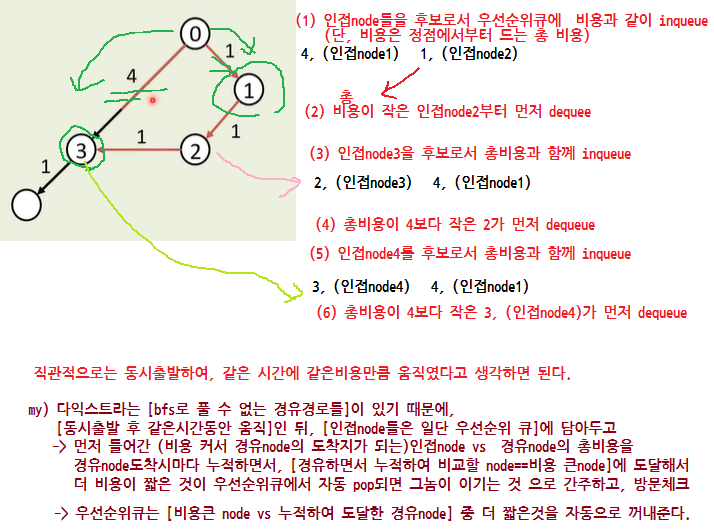 0
1
4
1
1
3
1
2
1
(1) 인접node들을 후보로서 우선순위큐에 비용과 같이 inqueue
(단, 비용은 정점에서부터 드는 총 비용)
4, (인접node1) 1, (인접node2)
총
(2) 비용이 작은 인접node2부터 먼저 dequee
(3) 인접node3을 후보로서 총비용과 함께 inqueue
2, (인접node3) 4, (인접node1)
(4) 총비용이 4보다 작은 2가 먼저 dequeue
(5) 인접node4를 후보로서 총비용과 함께 inqueue
3, (인접node4) 4, (인접node1)
(6) 총비용이 4보다 작은 3, (인접node4)가 먼저 dequeue
직관적으로는 동시출발하여, 같은 시간에 같은비용만큼 움직였다고 생각하면 된다.
my) 다익스트라는 [bfs로 풀 수 없는 경유경로들]이 있기 때문에,
[동시출발 후 같은시간동안 움직]인 뒤, [인접node들은 일단 우선순위 큐]에 담아두고
-> 먼저 들어간 (비용 커서 경유node의 도착지가 되는)인접node vs 경유node의 총비용을
경유node도착시마다 누적하면서, [경유하면서 누적하여 비교할 node==비용 큰node]에 도달해서
더 비용이 짧은 것이 우선순위큐에서 자동 pop되면 그놈이 이기는 것 으로 간주하고, 방문체크
-> 우선순위큐는 [비용큰 node vs 누적하여 도달한 경유node] 중 더 짧은것을 자동으로 꺼내준다.